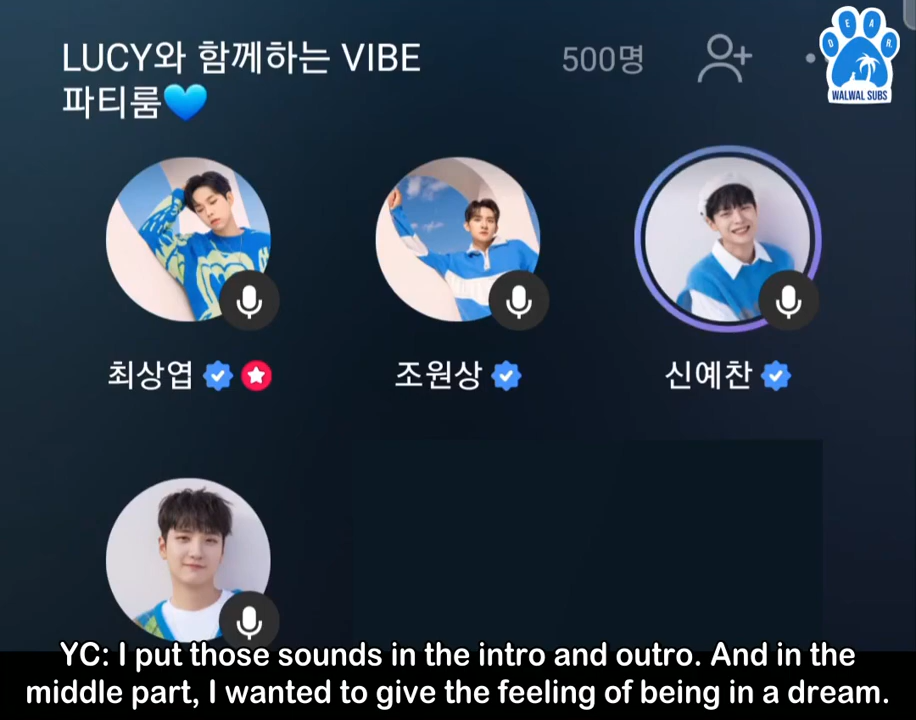 LUCY와 함께하는 VIBE
파티룸💙
500명
D E A R.
WALWAL SUBS
최상엽
조원상
신예찬
YC: I put those sounds in the intro and outro. And in the
middle part, I wanted to give the feeling of being in a dream.